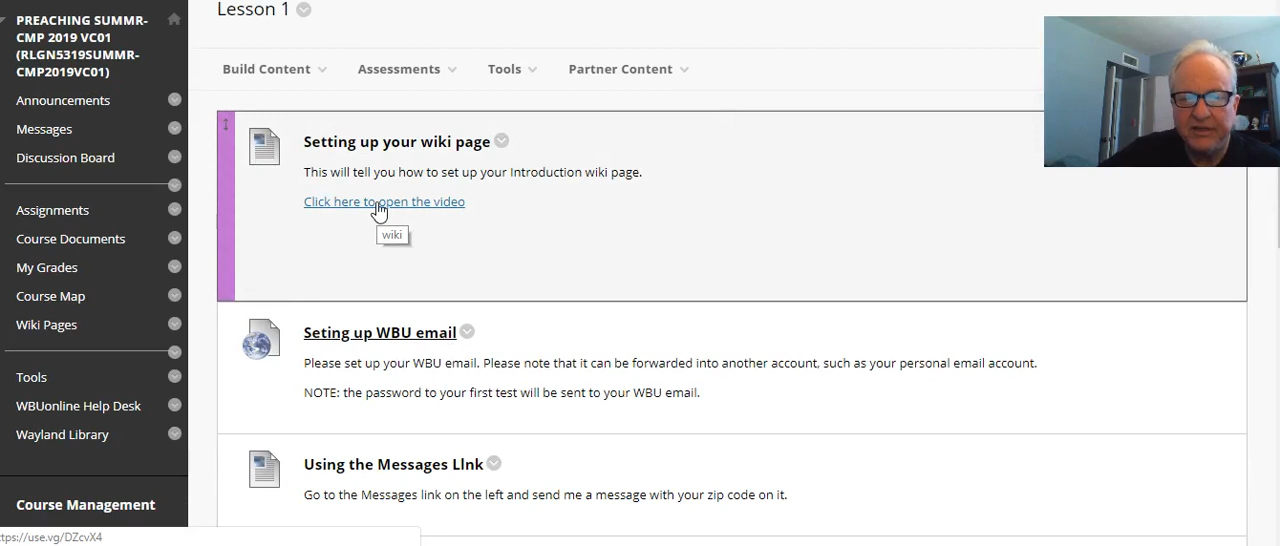 PREACHING SUMMR-
CMP 2019 VC01
(RLGN5319SUMMR-
CMP2019VC01)
Announcements
Messages
Discussion Board
Assignments
Course Documents
My Grades
Course Map
Wiki Pages
Tools
WBUonline Help Desk
Wayland Library
Course Management
ttps://use.vg/DZcvX4
Lesson 1
Build Content
Assessments
Tools
Partner Content
Setting up your wiki page
This will tell you how to set up your Introduction wiki page.
Click here to open the video
wiki
Seting up WBU email
Please set up your WBU email. Please note that it can be forwarded into another account, such as your personal email account.
NOTE: the password to your first test will be sent to your WBU email.
Using the Messages LInk
Go to the Messages link on the left and send me a message with your zip code on it.